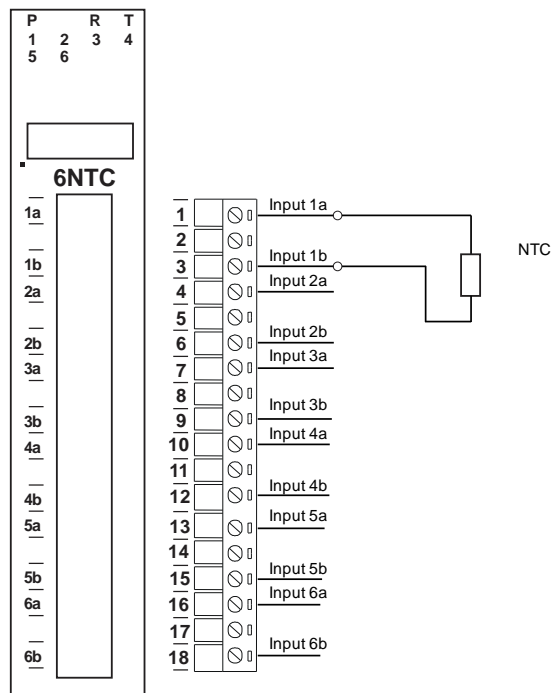 P R T
1 2 3 4
5 6
6NTC
1a
1b
2a
2b
3a
3b
4a
4b
5a
5b
6a
6b
1 Input 1a
2
3 Input 1b
4 Input 2a
5
6 Input 2b
7 Input 3a
8
9 Input 3b
10 Input 4a
11
12 Input 4b
13 Input 5a
14
15 Input 5b
16 Input 6a
17
18 Input 6b
NTC